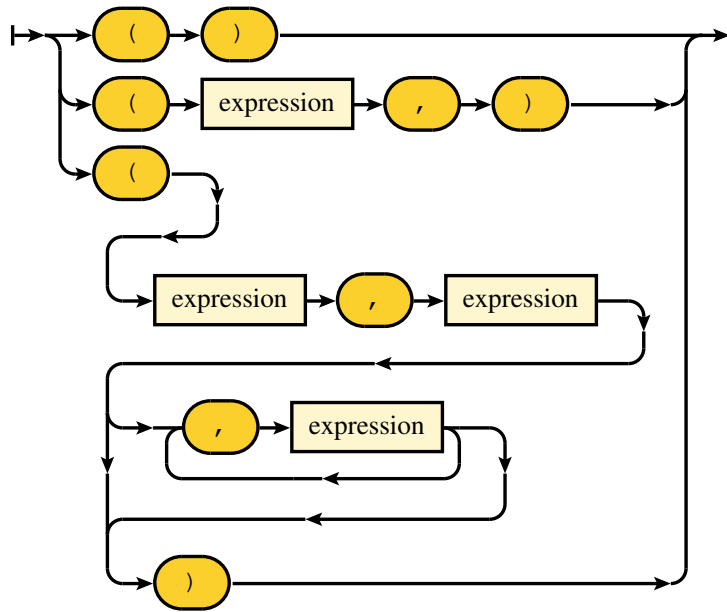 ( )
( expression , )
(
expression , expression
, expression
)